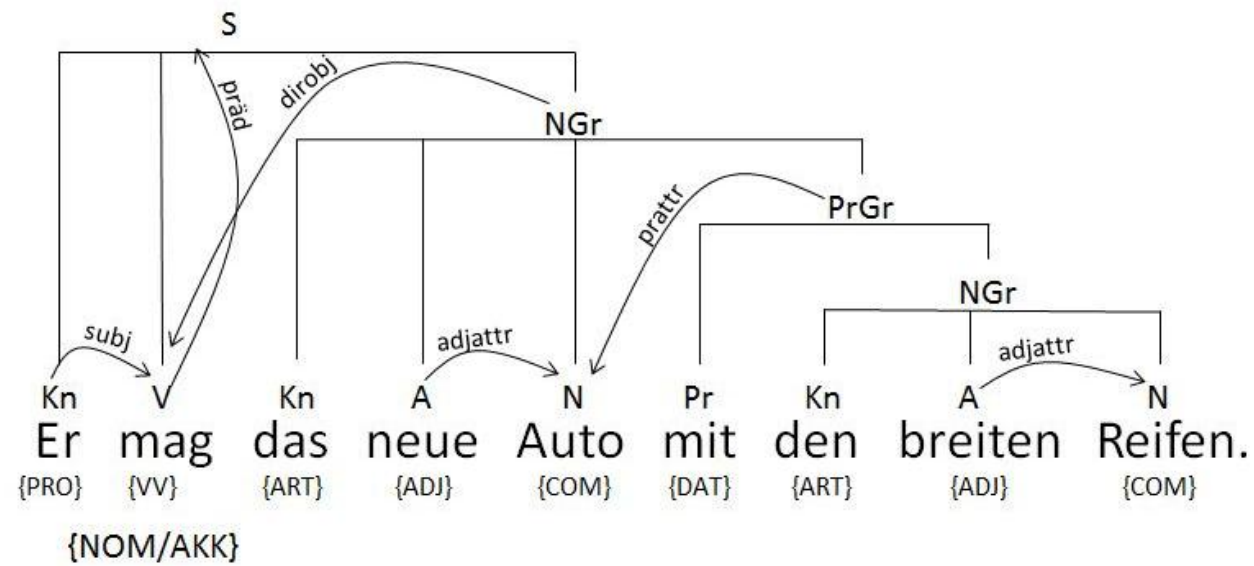 S
präd
dirobj
NGr
prattr
PrGr
NGr
subj
adjattr
adjattr
Kn V Kn A N Pr Kn A N
Er mag das neue Auto mit den breiten Reifen.
{PRO} {VV} {ART} {ADJ} {COM} {DAT} {ART} {ADJ} {COM}
{NOM/AKK}